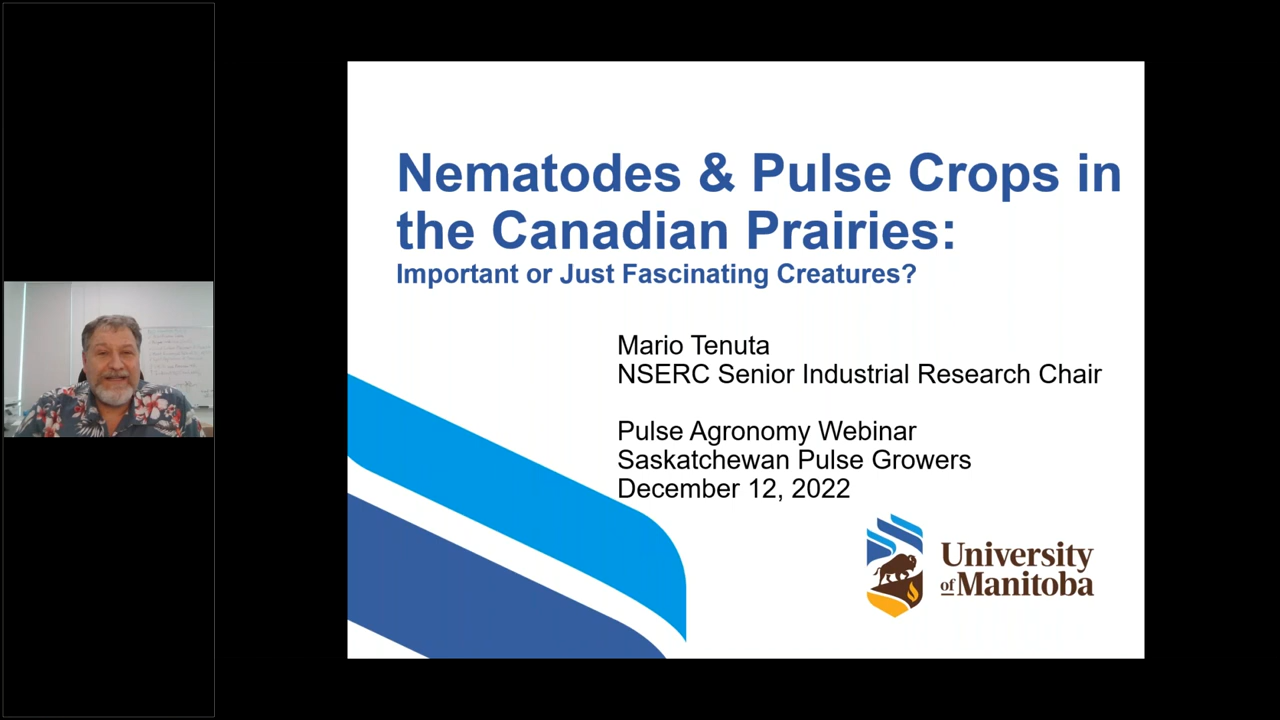 Nematodes & Pulse Crops in
the Canadian Prairies:
Important or Just Fascinating Creatures?
Mario Tenuta
NSERC Senior Industrial Research Chair
Pulse Agronomy Webinar
Saskatchewan Pulse Growers
December 12, 2022
University
of Manitoba